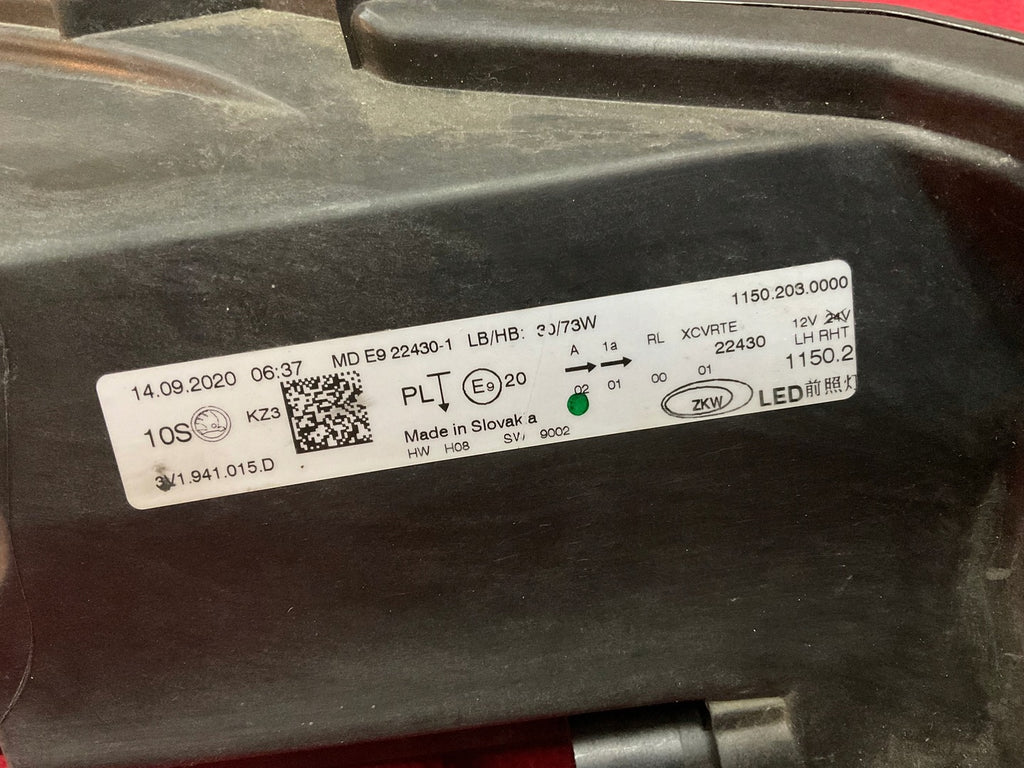 14.09.2020 06:37 MD E9 22430-1 LB/HB: 30/73W 1150.203.0000
10S KZ3 PL E9 20 A 1a RL XCVRTE 12V 24V
22430 LH RHT
02 01 00 01 1150.2
Made in Slovakia ZKW LED前照灯
HW H08 SW 9002
3V1.941.015.D